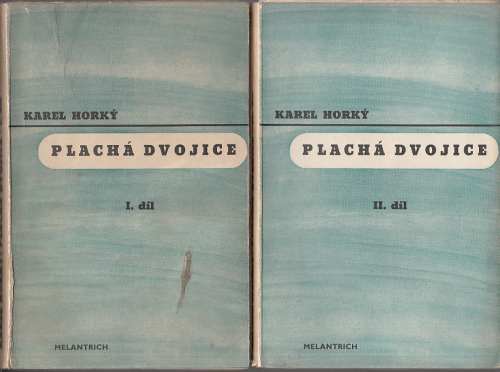 KAREL HORKÝ
PLACHÁ DVOJICE
I. díl
MELANTRICH
KAREL HORKÝ
PLACHÁ DVOJICE
II. díl
MELANTRICH